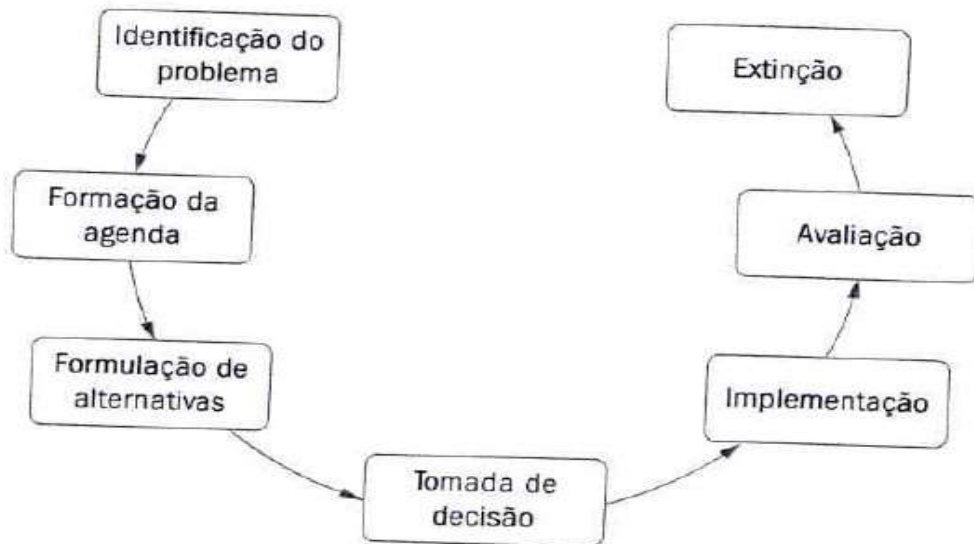 Identificação do
problema
Formação da
agenda
Formulação de
alternativas
Tomada de
decisão
Implementação
Avaliação
Extinção